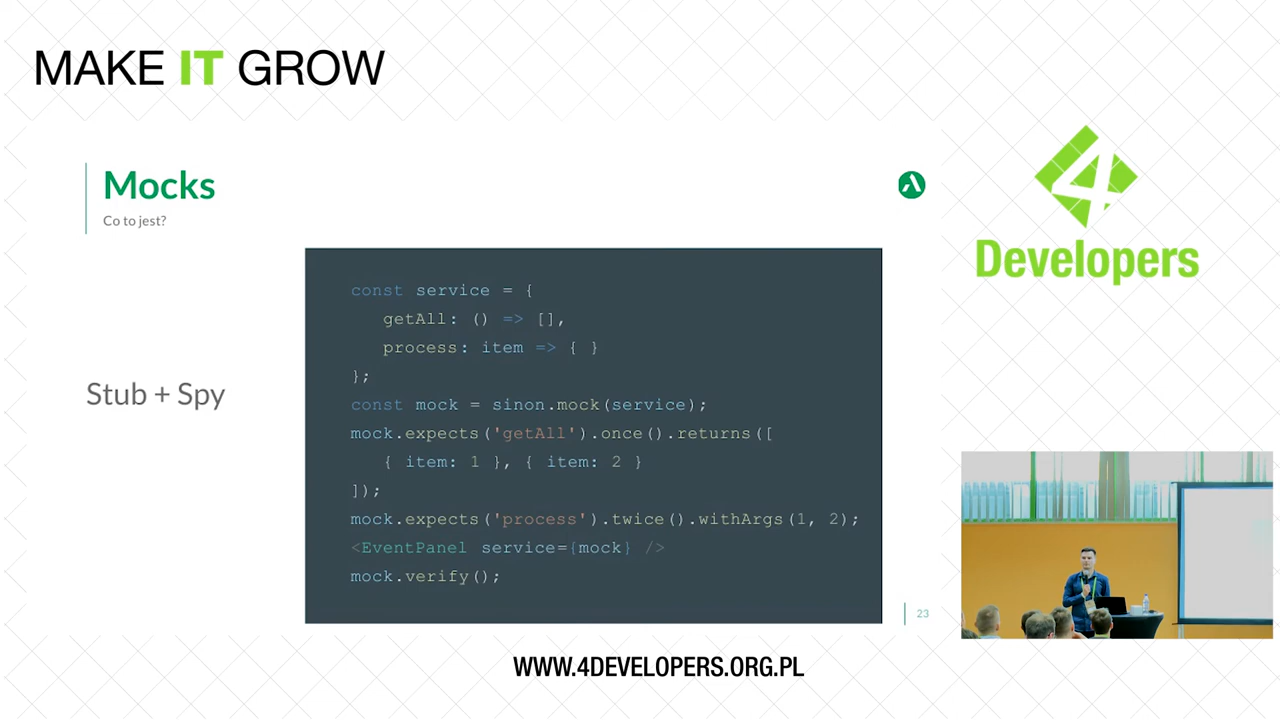 MAKE IT GROW
Mocks
Co to jest?
Stub + Spy
const service = {
getAll: () => [],
process: item => { }
};
const mock = sinon.mock(service);
mock.expects('getAll').once().returns([
{ item: 1 }, { item: 2 }
]);
mock.expects('process').twice().withArgs(1, 2);
<EventPanel service={mock} />
mock.verify();
23
4
Developers
WWW.4DEVELOPERS.ORG.PL